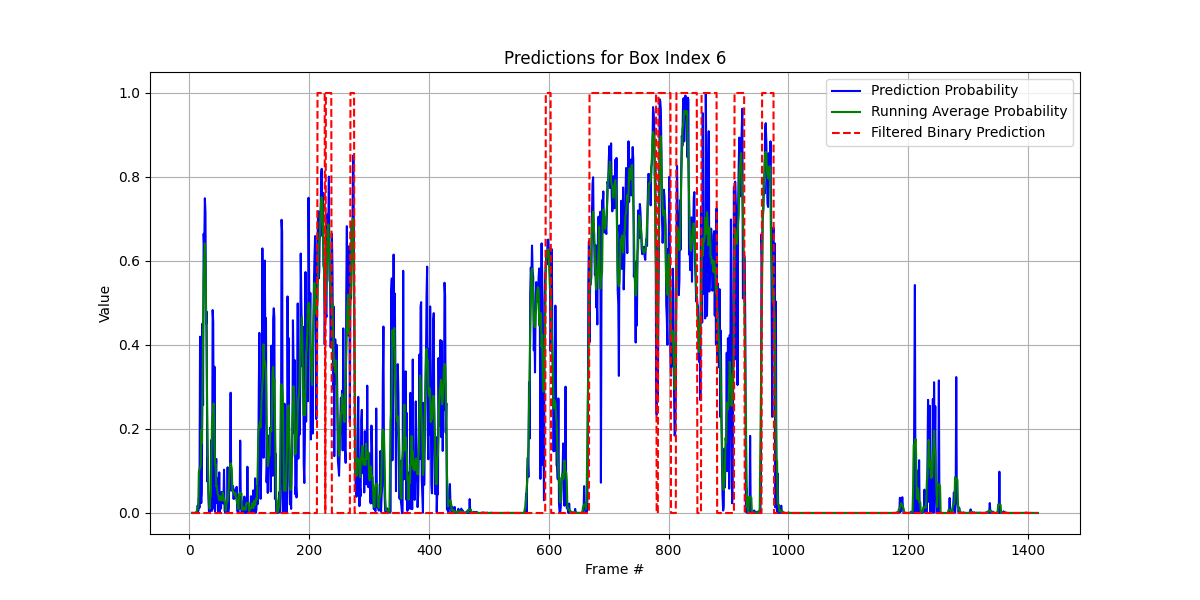 Predictions for Box Index 6
Prediction Probability
Running Average Probability
Filtered Binary Prediction
Value
1.0
0.8
0.6
0.4
0.2
0.0
0 200 400 600 800 1000 1200 1400
Frame #